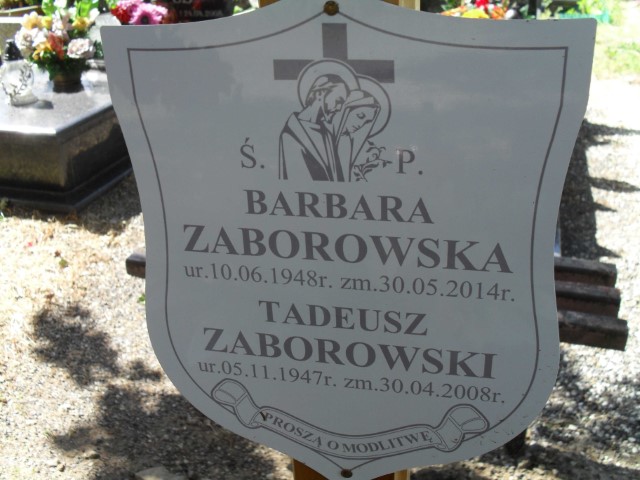 Ś. P.
BARBARA
ZABOROWSKA
ur.10.06.1948r. zm.30.05.2014r.
TADEUSZ
ZABOROWSKI
ur.05.11.1947r. zm.30.04.2008r.
PROSZĄ O MODLITWĘ